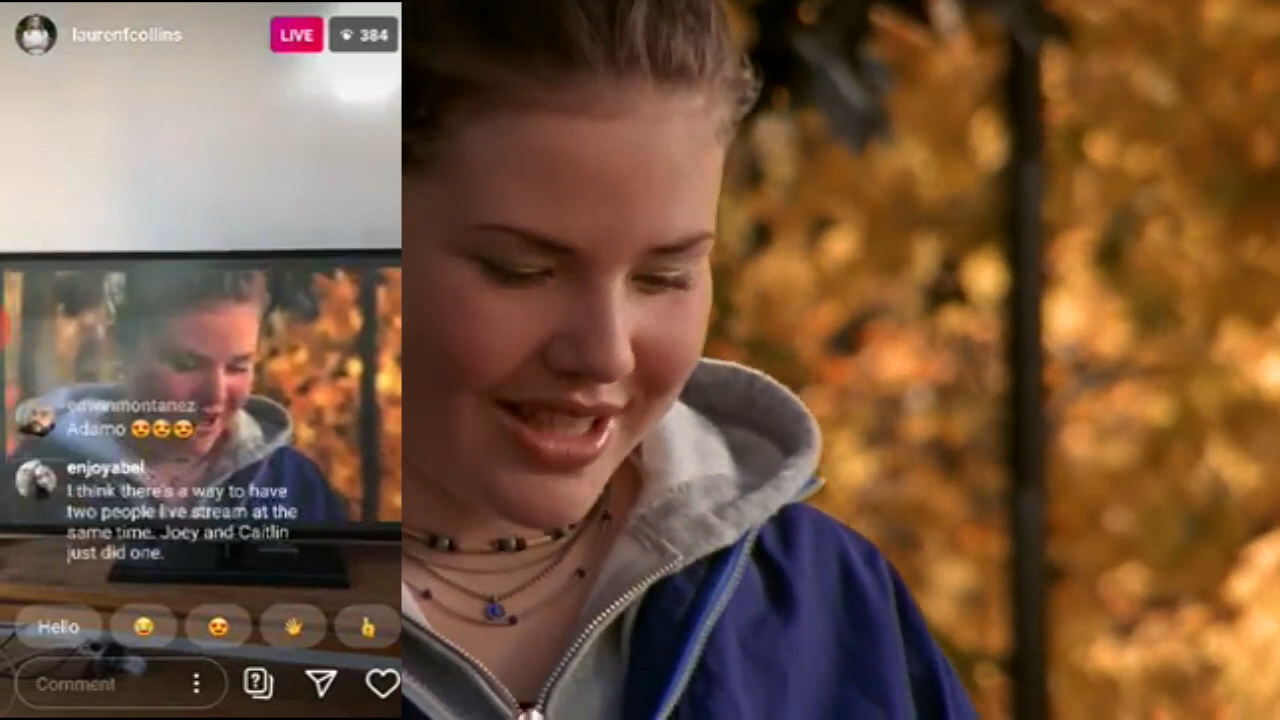 laurenfcollins
LIVE
384
edwinmontanez
Adamo 😍😍😍
enjoyabel
I think there's a way to have
two people live stream at the
same time. Joey and Caitlin
just did one.
Hello 😂 😍 👋
Comment